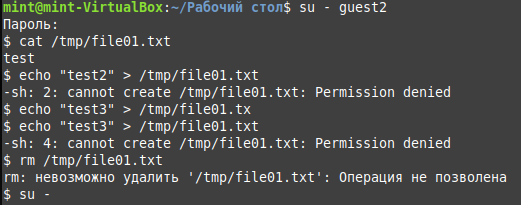 mint@mint-VirtualBox:~/Рабочий стол$ su - guest2
Пароль:
$ cat /tmp/file01.txt
test
$ echo "test2" > /tmp/file01.txt
-sh: 2: cannot create /tmp/file01.txt: Permission denied
$ echo "test3" > /tmp/file01.tx
$ echo "test3" > /tmp/file01.txt
-sh: 4: cannot create /tmp/file01.txt: Permission denied
$ rm /tmp/file01.txt
rm: невозможно удалить '/tmp/file01.txt': Операция не позволена
$ su -